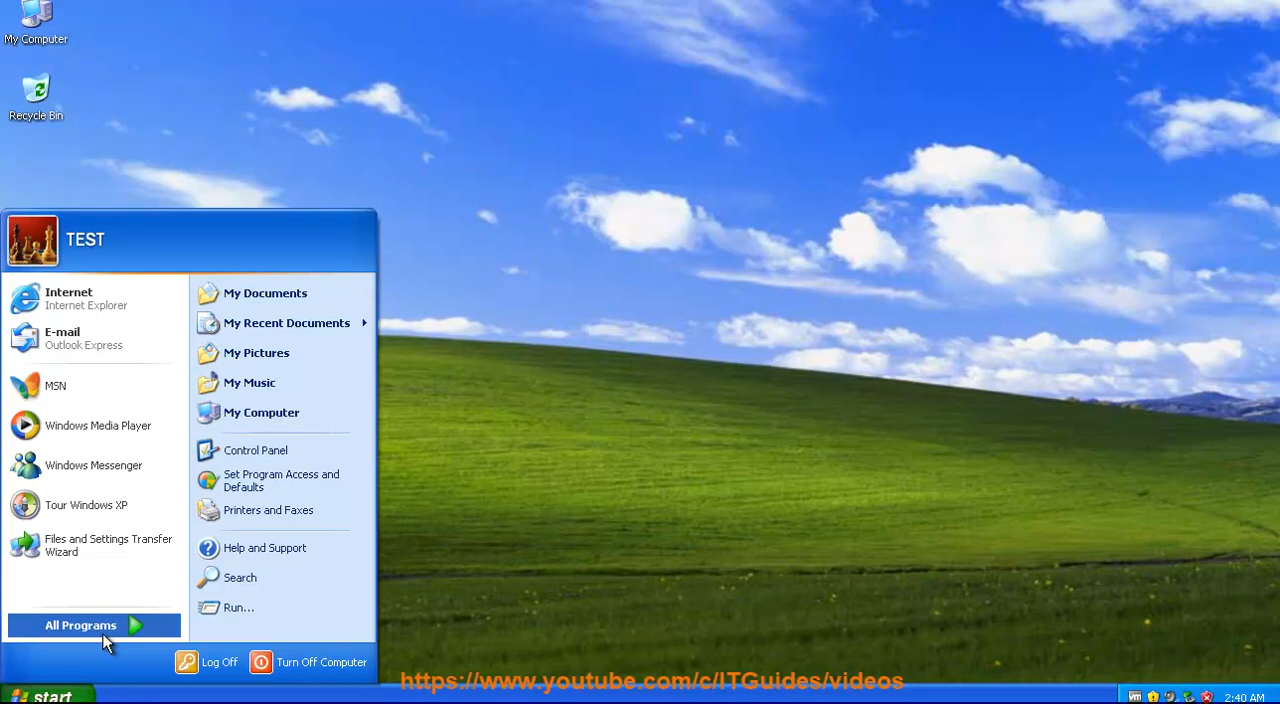 My Computer
Recycle Bin
TEST
Internet
Internet Explorer
E-mail
Outlook Express
MSN
Windows Media Player
Windows Messenger
Tour Windows XP
Files and Settings Transfer
Wizard
All Programs
My Documents
My Recent Documents
My Pictures
My Music
My Computer
Control Panel
Set Program Access and
Defaults
Printers and Faxes
Help and Support
Search
Run...
Log Off
Turn Off Computer
https://www.youtube.com/c/ITGuides/videos
start
vm
2:40 AM